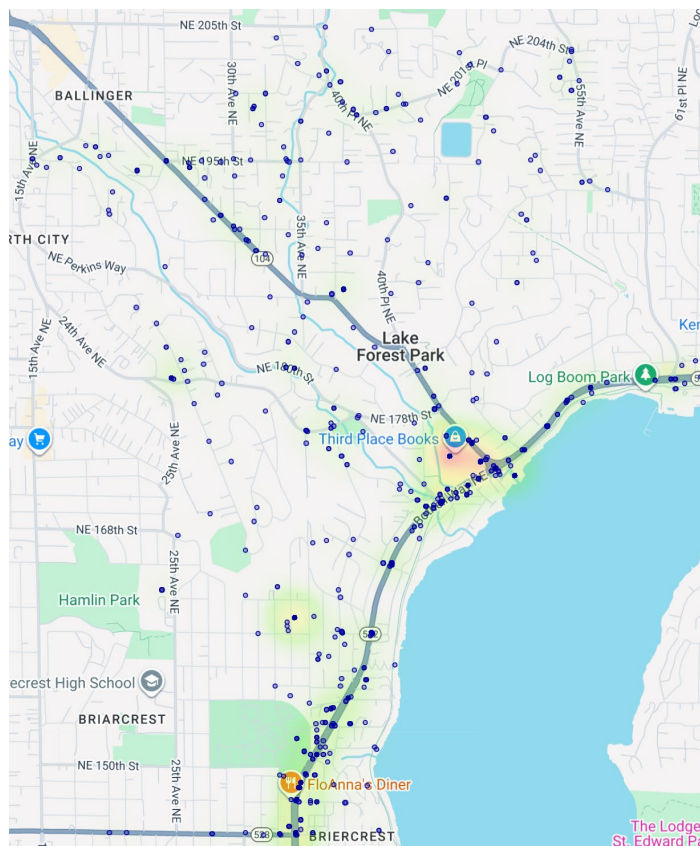 NE 205th St
NE 204th St
NE 201st Pl
55th Ave NE
61st Pl NE
BALLINGER
30th Ave NE
40th Pl NE
15th Ave NE
NE 195th St
RTH CITY
35th Ave NE
104
NE Perkins Way
40th Pl NE
24th Ave NE
15th Ave NE
Lake
Forest Park
Ken
NE 180th St
Log Boom Park
NE 178th St
ay
Third Place Books
25th Ave NE
NE 168th St
25th Ave NE
Hamlin Park
522
ecrest High School
BRIARCREST
NE 150th St
25th Ave NE
FloAnna's Diner
523
BRIERCREST
The Lodge
St. Edward Pa